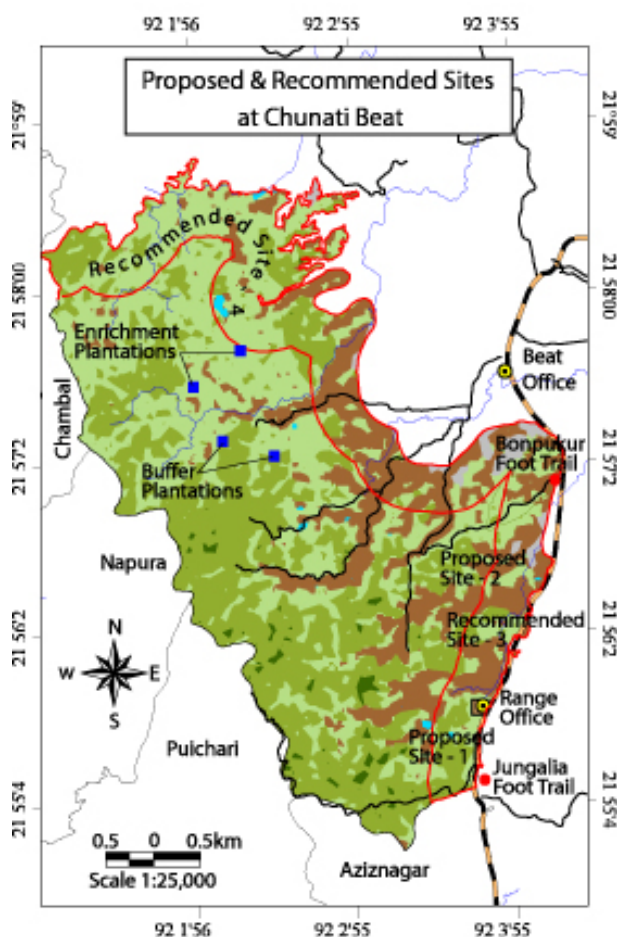 92 1'56
92 2'55
92 3'55
Proposed & Recommended Sites
at Chunati Beat
21°59'
21°59'
Recommended Site - 4
21 58'00
21 58'00
Enrichment
Plantations
Beat
Office
Chambal
Bonpukur
Foot Trail
21 57'2
21 57'2
Buffer
Plantations
Napura
Proposed
Site - 2
Recommended
Site - 3
21 56'2
21 56'2
N
W
E
S
Range
Office
Puichari
Proposed
Site - 1
Jungalia
Foot Trail
21 55'4
21 55'4
0.5
0
0.5km
Scale 1:25,000
Aziznagar
92 1'56
92 2'55
92 3'55